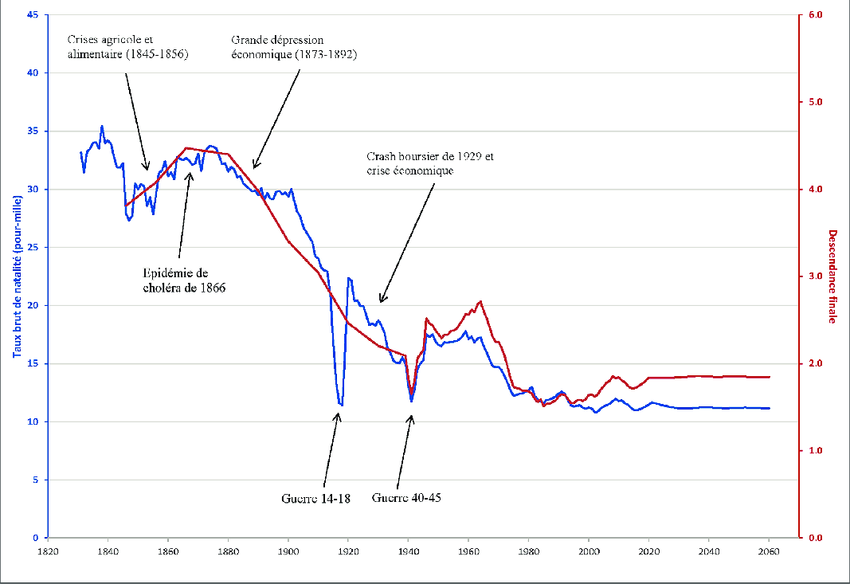 45
40
35
30
25
20
15
10
5
0
Taux brut de natalité (pour-mille)
6.0
5.0
4.0
3.0
2.0
1.0
0.0
Descendance finale
Crises agricole et
alimentaire (1845-1856)
Grande dépression
économique (1873-1892)
Crash boursier de 1929 et
crise économique
Epidémie de
choléra de 1866
Guerre 14-18
Guerre 40-45
1820 1840 1860 1880 1900 1920 1940 1960 1980 2000 2020 2040 2060